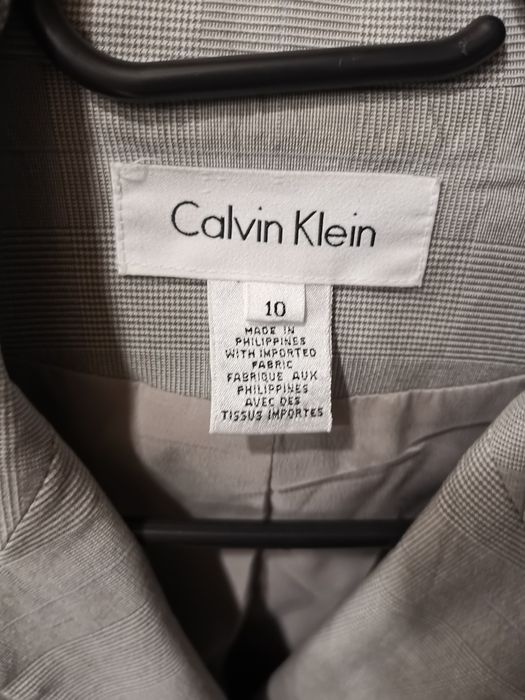 Calvin Klein
10
MADE IN
PHILIPPINES
WITH IMPORTED
FABRIC
FABRIQUE AUX
PHILIPPINES
AVEC DES
TISSUS IMPORTES